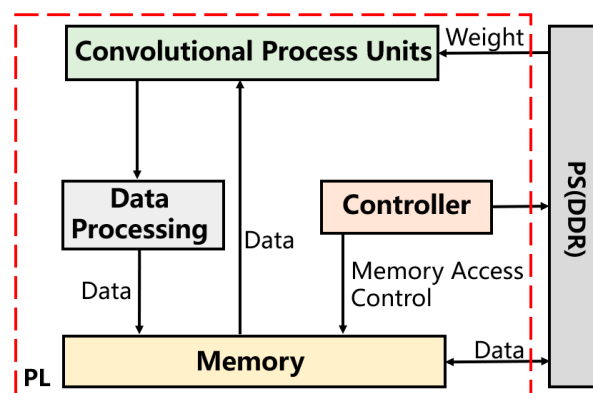 Weight
Convolutional Process Units
Data
Processing
Controller
PS(DDR)
Data
Memory Access
Control
Data
Memory
Data
PL